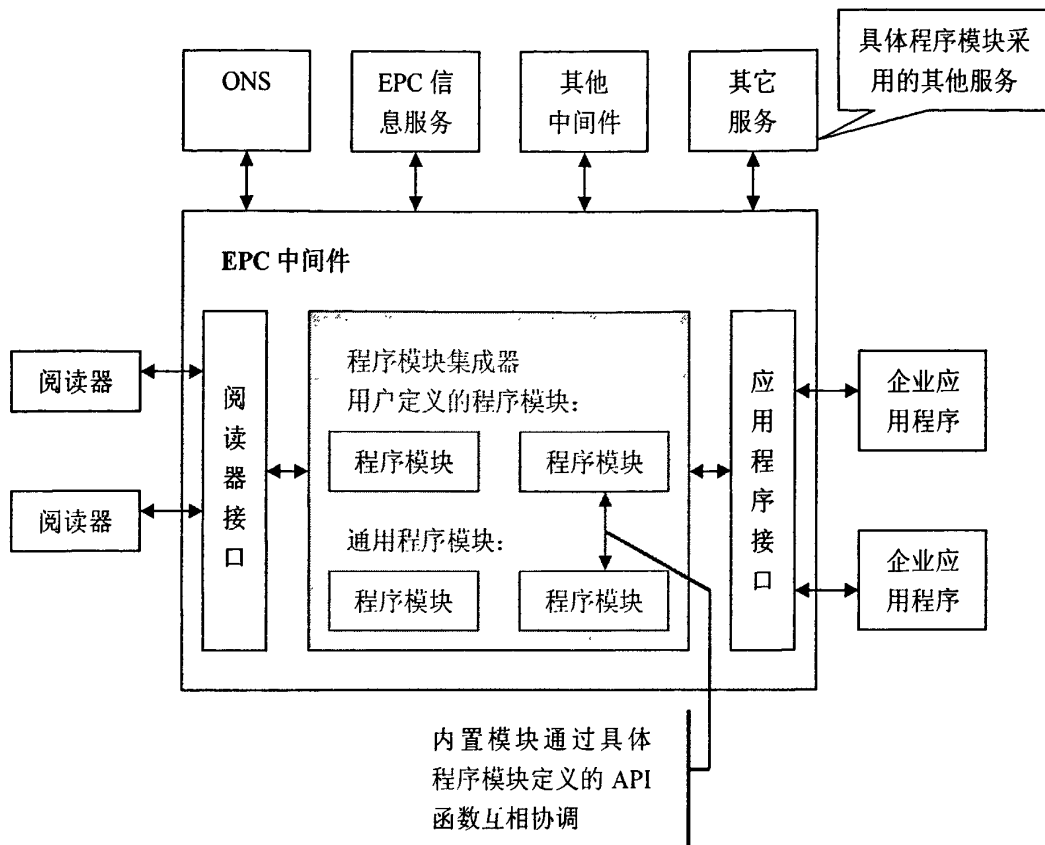 ONS
EPC 信
息服务
其他
中间件
其它
服务
具体程序模块采
用的其他服务
EPC 中间件
阅读器
阅读器
阅
读
器
接
口
程序模块集成器
用户定义的程序模块：
程序模块
程序模块
通用程序模块：
程序模块
程序模块
应
用
程
序
接
口
企业应
用程序
企业应
用程序
内置模块通过具体
程序模块定义的 API
函数互相协调